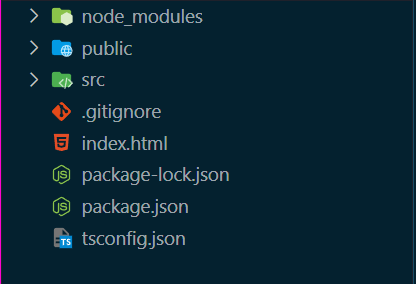 node_modules
public
src
.gitignore
index.html
package-lock.json
package.json
tsconfig.json